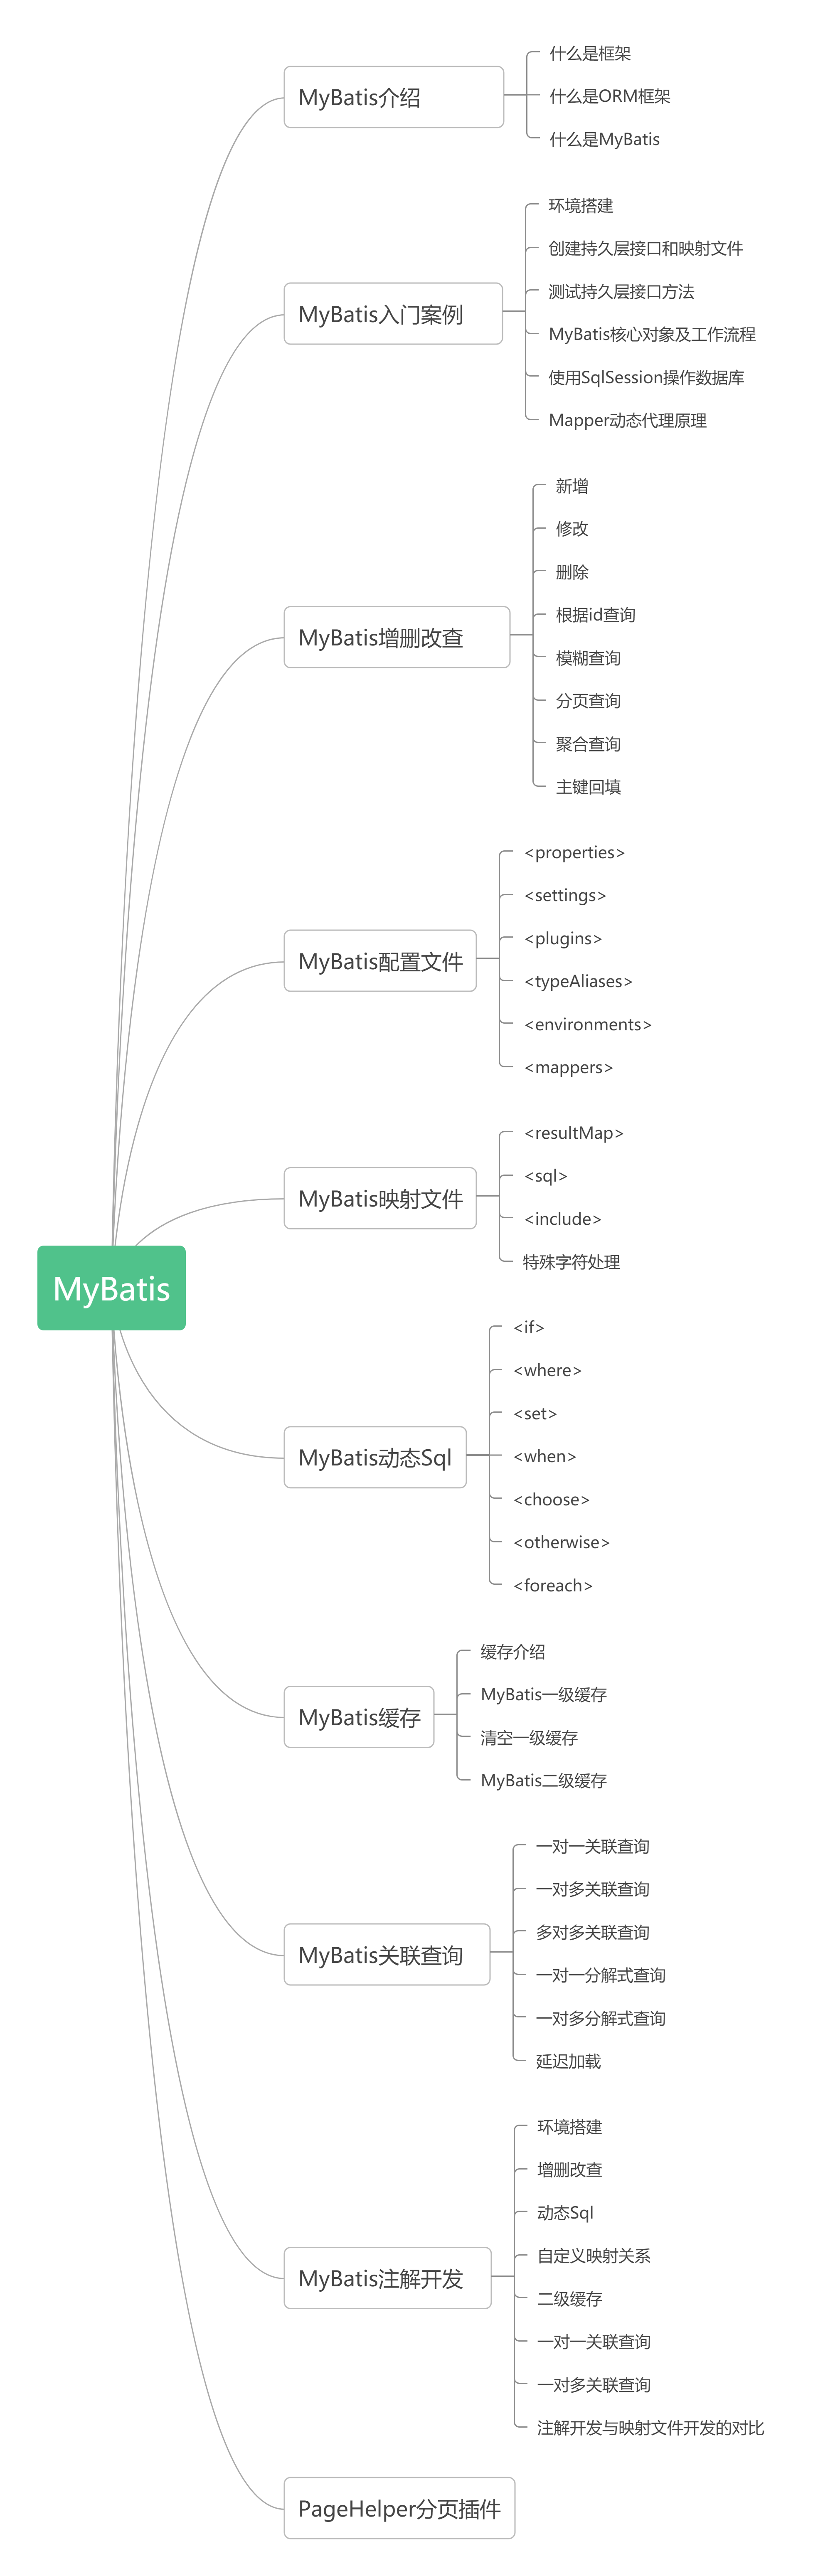 MyBatis
MyBatis介绍
什么是框架
什么是ORM框架
什么是MyBatis
MyBatis入门案例
环境搭建
创建持久层接口和映射文件
测试持久层接口方法
MyBatis核心对象及工作流程
使用SqlSession操作数据库
Mapper动态代理原理
MyBatis增删改查
新增
修改
删除
根据id查询
模糊查询
分页查询
聚合查询
主键回填
MyBatis配置文件
<properties>
<settings>
<plugins>
<typeAliases>
<environments>
<mappers>
MyBatis映射文件
<resultMap>
<sql>
<include>
特殊字符处理
MyBatis动态Sql
<if>
<where>
<set>
<when>
<choose>
<otherwise>
<foreach>
MyBatis缓存
缓存介绍
MyBatis一级缓存
清空一级缓存
MyBatis二级缓存
MyBatis关联查询
一对一关联查询
一对多关联查询
多对多关联查询
一对一分解式查询
一对多分解式查询
延迟加载
MyBatis注解开发
环境搭建
增删改查
动态Sql
自定义映射关系
二级缓存
一对一关联查询
一对多关联查询
注解开发与映射文件开发的对比
PageHelper分页插件